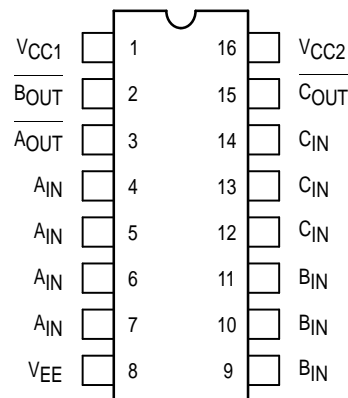 VCC1 1 16 VCC2
BOUT 2 15 COUT
AOUT 3 14 CIN
AIN 4 13 CIN
AIN 5 12 CIN
AIN 6 11 BIN
AIN 7 10 BIN
VEE 8 9 BIN